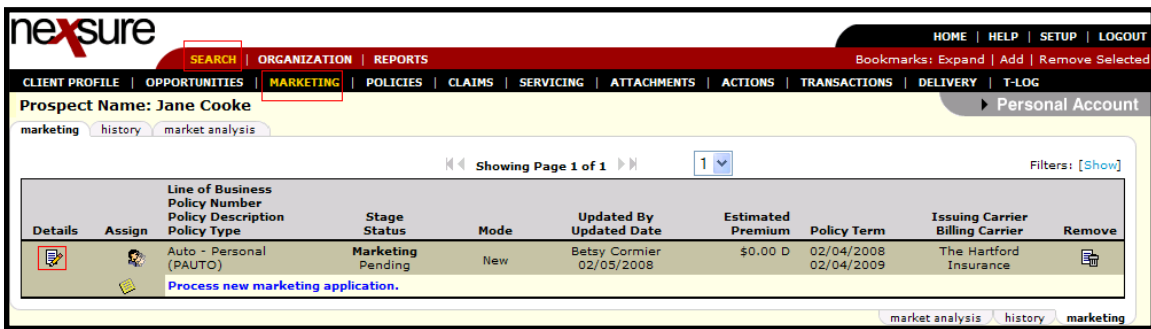 nexsure
HOME | HELP | SETUP | LOGOUT
SEARCH | ORGANIZATION | REPORTS
Bookmarks: Expand | Add | Remove Selected
CLIENT PROFILE | OPPORTUNITIES | MARKETING | POLICIES | CLAIMS | SERVICING | ATTACHMENTS | ACTIONS | TRANSACTIONS | DELIVERY | T-LOG
Prospect Name: Jane Cooke
Personal Account
marketing history market analysis
Showing Page 1 of 1
1
Filters: [Show]
Line of Business
Policy Number
Policy Description Stage Updated By Estimated Issuing Carrier
Details Assign Policy Type Status Mode Updated Date Premium Policy Term Billing Carrier Remove
Auto - Personal Marketing New Betsy Cormier $0.00 D 02/04/2008 The Hartford
(PAUTO) Pending 02/05/2008 02/04/2009 Insurance
Process new marketing application.
market analysis history marketing